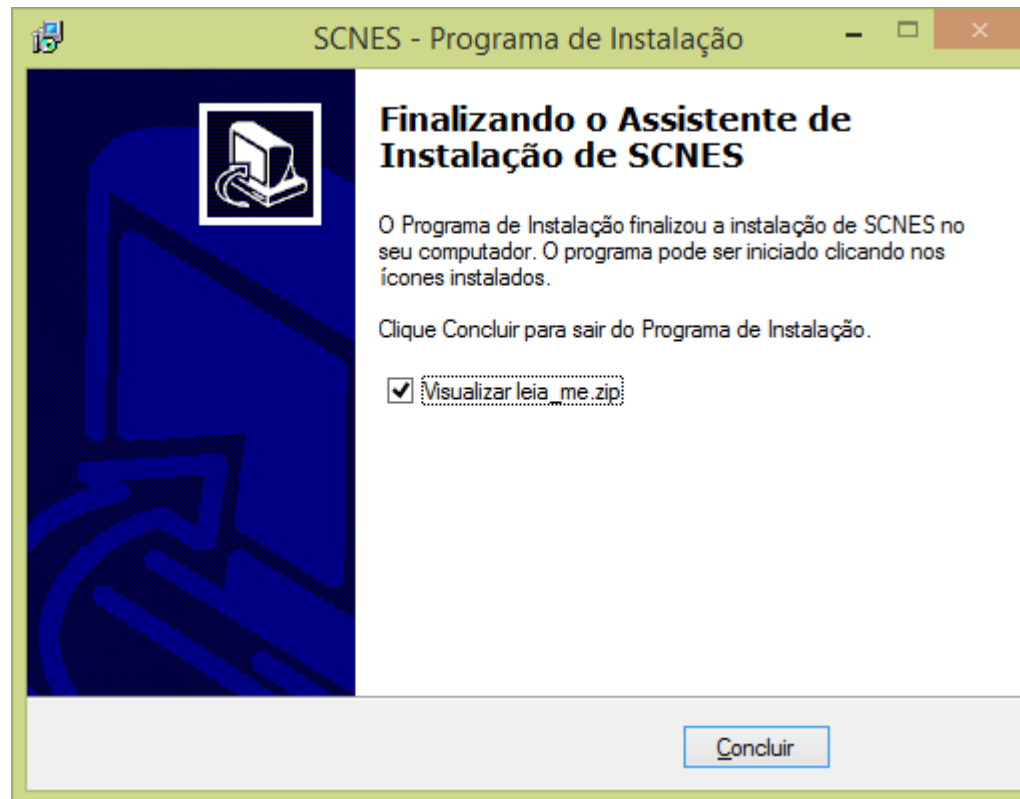 SCNES - Programa de Instalação
Finalizando o Assistente de
Instalação de SCNES
O Programa de Instalação finalizou a instalação de SCNES no
seu computador. O programa pode ser iniciado clicando nos
ícones instalados.
Clique Concluir para sair do Programa de Instalação.
Visualizar leia_me.zip
Concluir